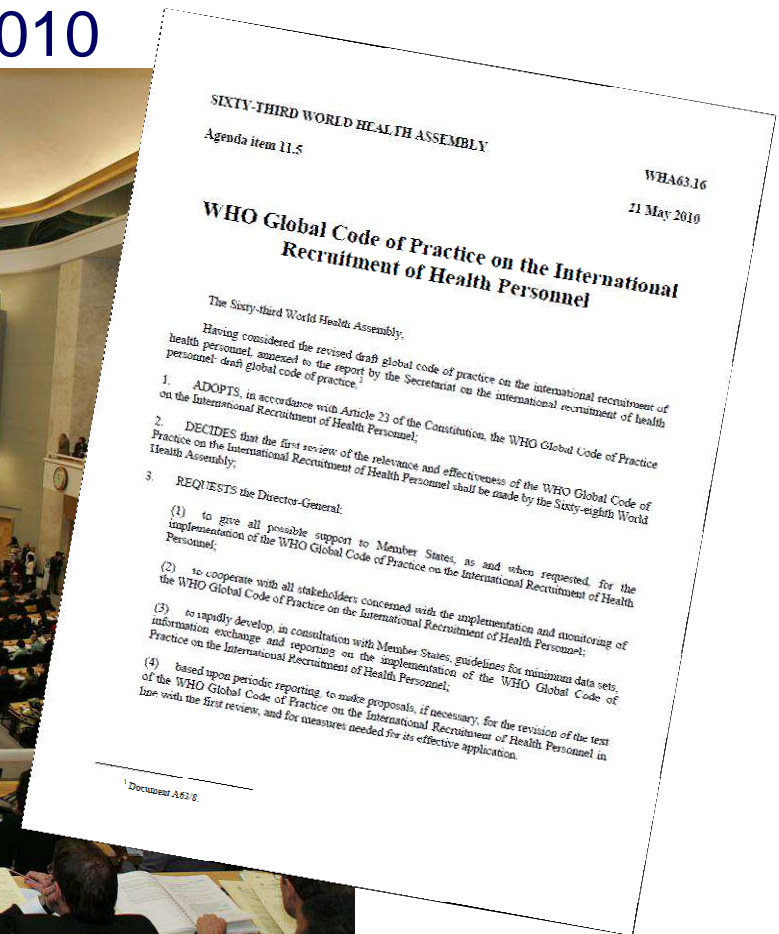 010
SIXTY-THIRD WORLD HEALTH ASSEMBLY
Agenda item 11.5
WHA63.16
21 May 2010
WHO Global Code of Practice on the International
Recruitment of Health Personnel
The Sixty-third World Health Assembly,
Having considered the revised draft global code of practice on the international recruitment of
health personnel, annexed to the report by the Secretariat on the international recruitment of health
personnel: draft global code of practice,¹
1. ADOPTS, in accordance with Article 23 of the Constitution, the WHO Global Code of Practice
on the International Recruitment of Health Personnel;
2. DECIDES that the first review of the relevance and effectiveness of the WHO Global Code of
Practice on the International Recruitment of Health Personnel shall be made by the Sixty-eighth World
Health Assembly;
3. REQUESTS the Director-General:
(1) to give all possible support to Member States, as and when requested, for the
implementation of the WHO Global Code of Practice on the International Recruitment of Health
Personnel;
(2) to cooperate with all stakeholders concerned with the implementation and monitoring of
the WHO Global Code of Practice on the International Recruitment of Health Personnel;
(3) to rapidly develop, in consultation with Member States, guidelines for minimum data sets,
information exchange and reporting on the implementation of the WHO Global Code of
Practice on the International Recruitment of Health Personnel;
(4) based upon periodic reporting, to make proposals, if necessary, for the revision of the text
of the WHO Global Code of Practice on the International Recruitment of Health Personnel in
line with the first review, and for measures needed for its effective application.
¹ Document A63/8.